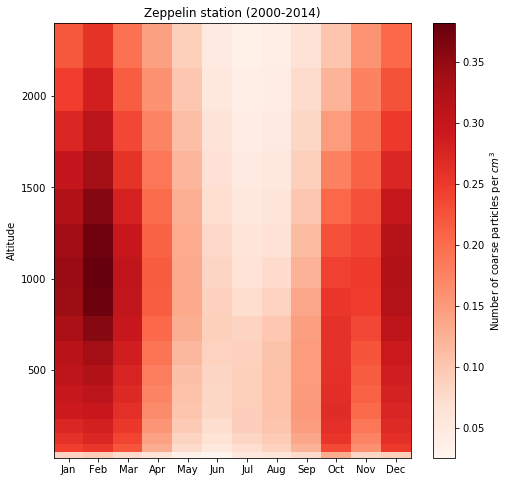 Zeppelin station (2000-2014)
Altitude
2000
1500
1000
500
Jan Feb Mar Apr May Jun Jul Aug Sep Oct Nov Dec
0.35
0.30
0.25
0.20
0.15
0.10
0.05
Number of coarse particles per cm³